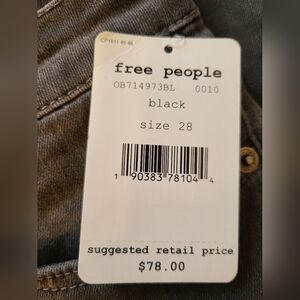 free people
OB714973BL 0010
black
size 28
1 90383 78104 4
suggested retail price
$78.00